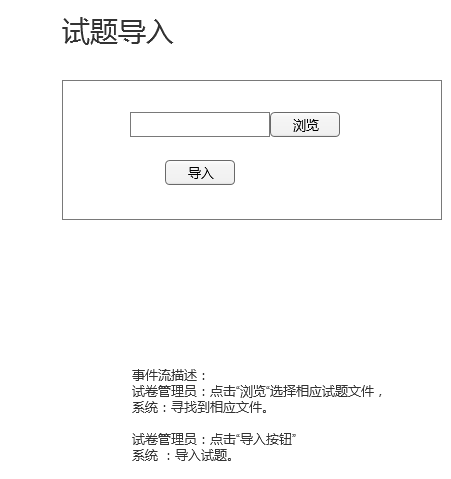 试题导入
浏览
导入
事件流描述：
试卷管理员：点击“浏览“选择相应试题文件，
系统：寻找到相应文件。
试卷管理员：点击“导入按钮”
系统 ：导入试题。